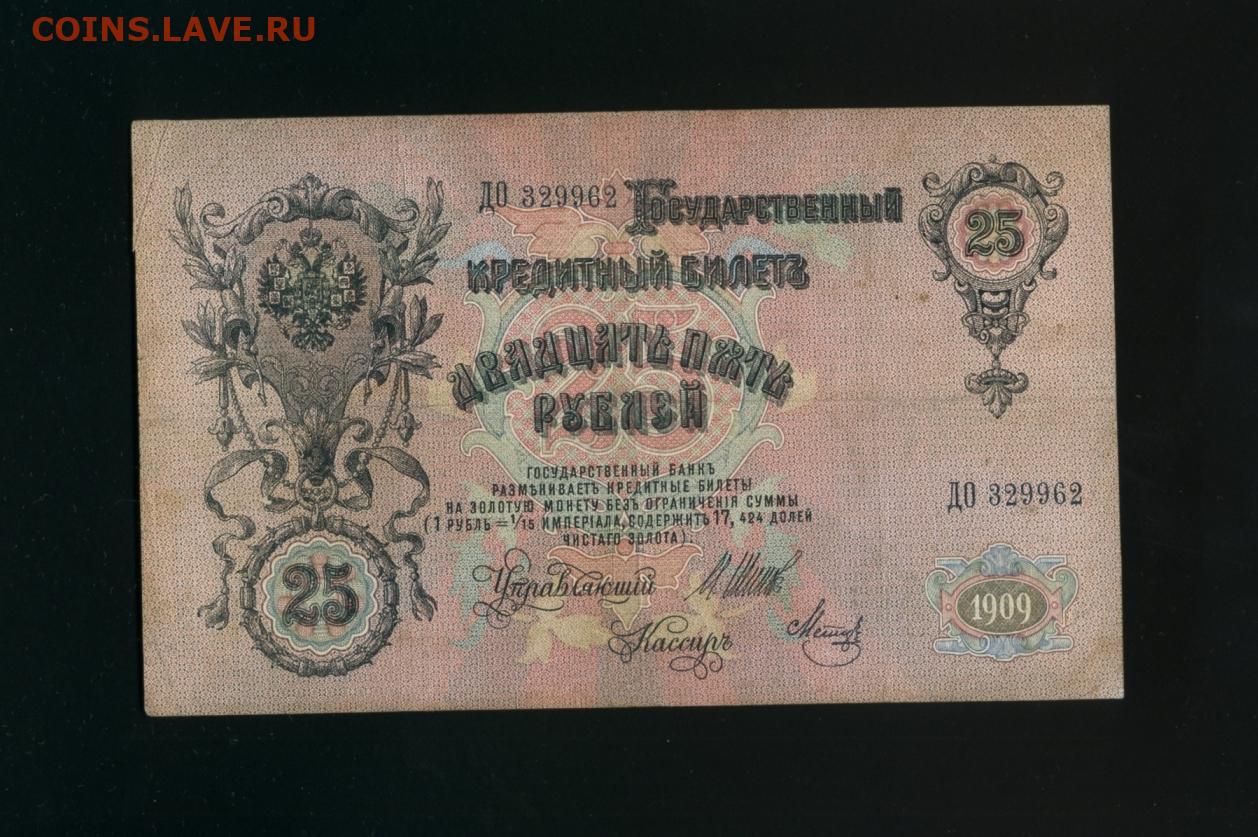 COINS.LAVE.RU
ДО 329962 Государственный
Кредитный Билетъ
Двадцать пять
рублей
25
ГОСУДАРСТВЕННЫЙ БАНКЪ
РАЗМѢНИВАЕТЪ КРЕДИТНЫЕ БИЛЕТЫ
НА ЗОЛОТУЮ МОНЕТУ БЕЗЪ ОГРАНИЧЕНІЯ СУММЫ
(1 РУБЛЬ = 1/15 ИМПЕРІАЛА, СОДЕРЖИТЪ 17, 424 ДОЛЕЙ
ЧИСТАГО ЗОЛОТА).
Управляющій
Кассиръ
25
25
ДО 329962
1909